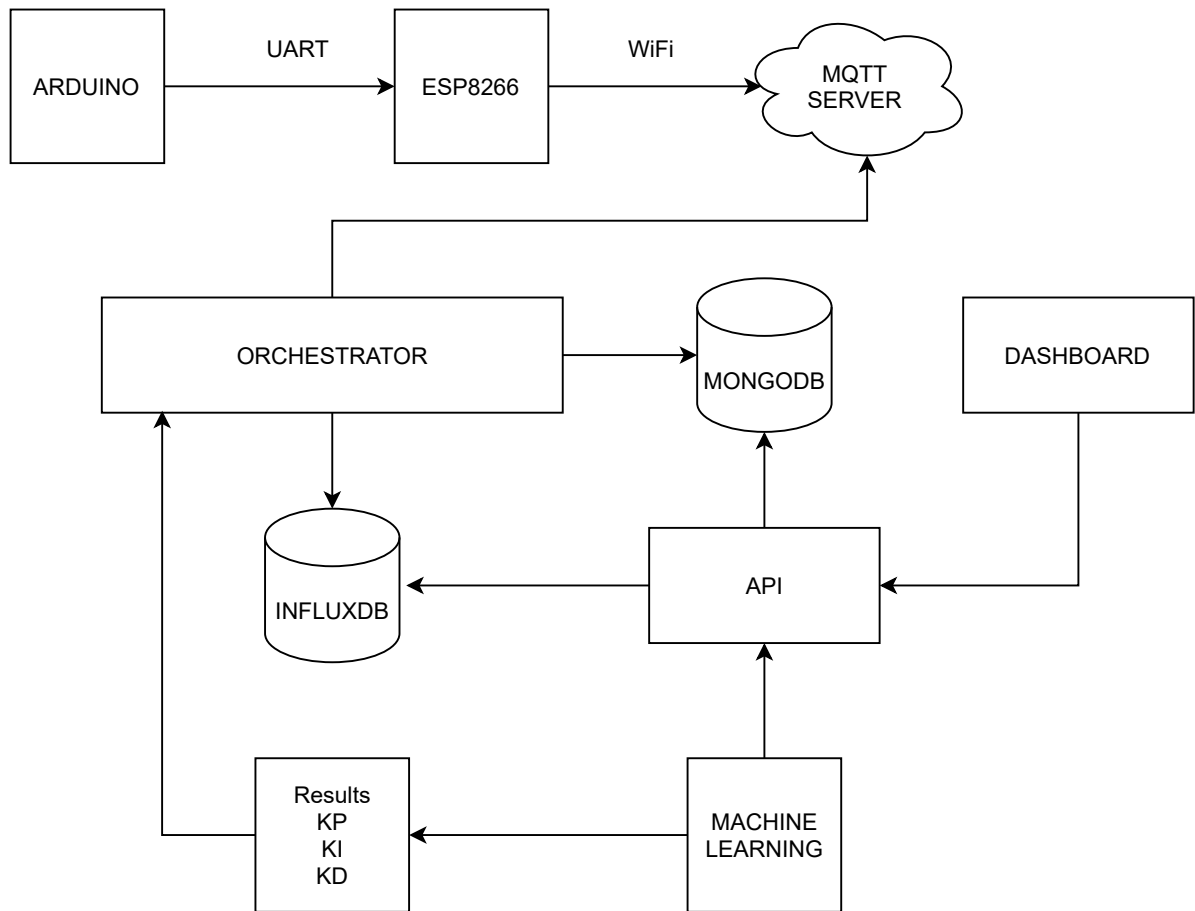 UART
WiFi
ARDUINO
ESP8266
MQTT
SERVER
ORCHESTRATOR
MONGODB
DASHBOARD
INFLUXDB
API
Results
KP
KI
KD
MACHINE
LEARNING